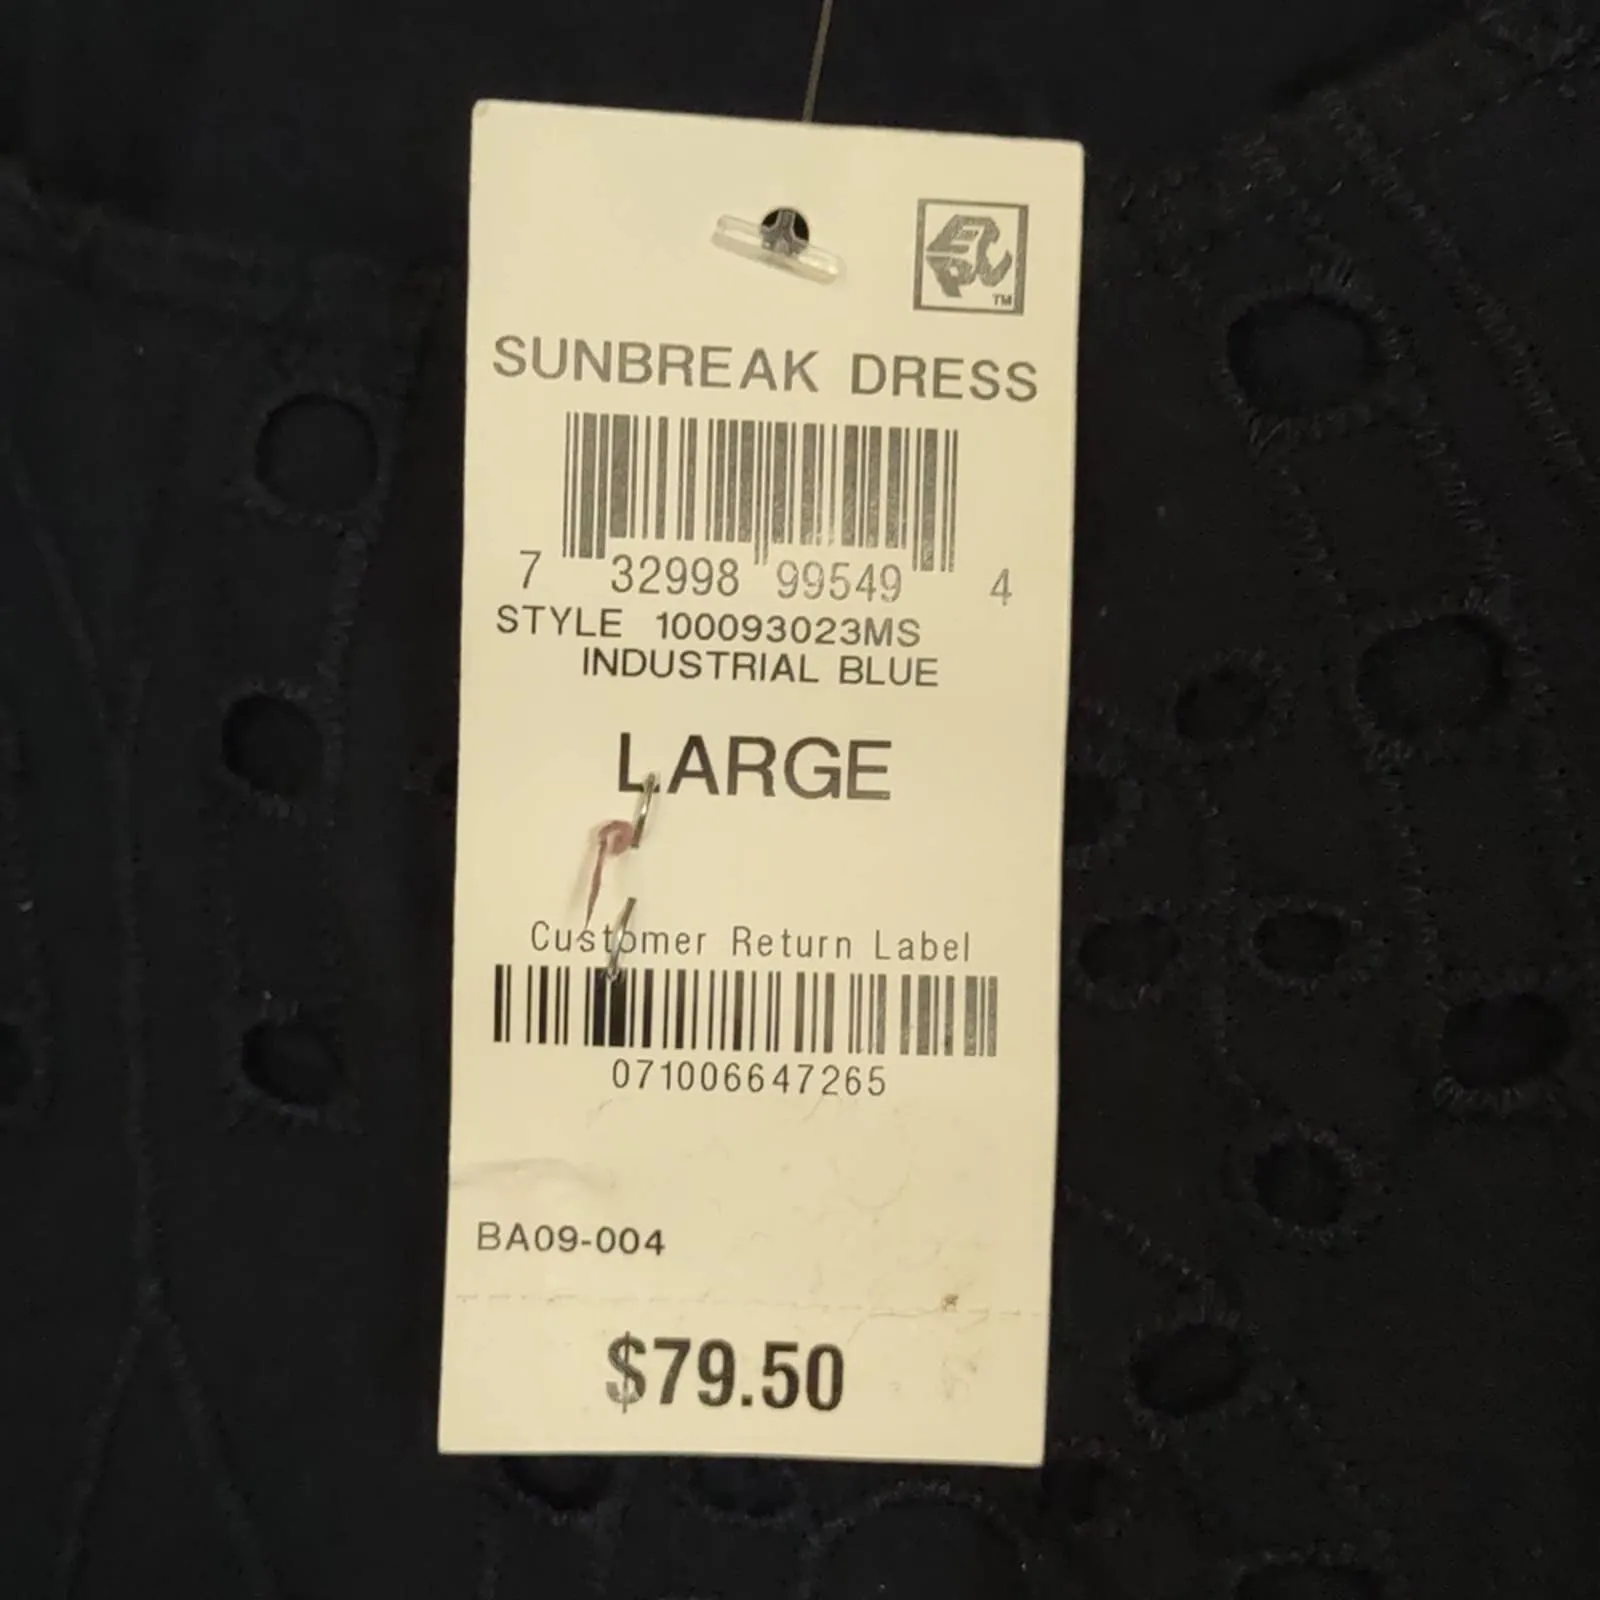 TM
SUNBREAK DRESS
7 32998 99549 4
STYLE 100093023MS
INDUSTRIAL BLUE
LARGE
Customer Return Label
071006647265
BA09-004
$79.50